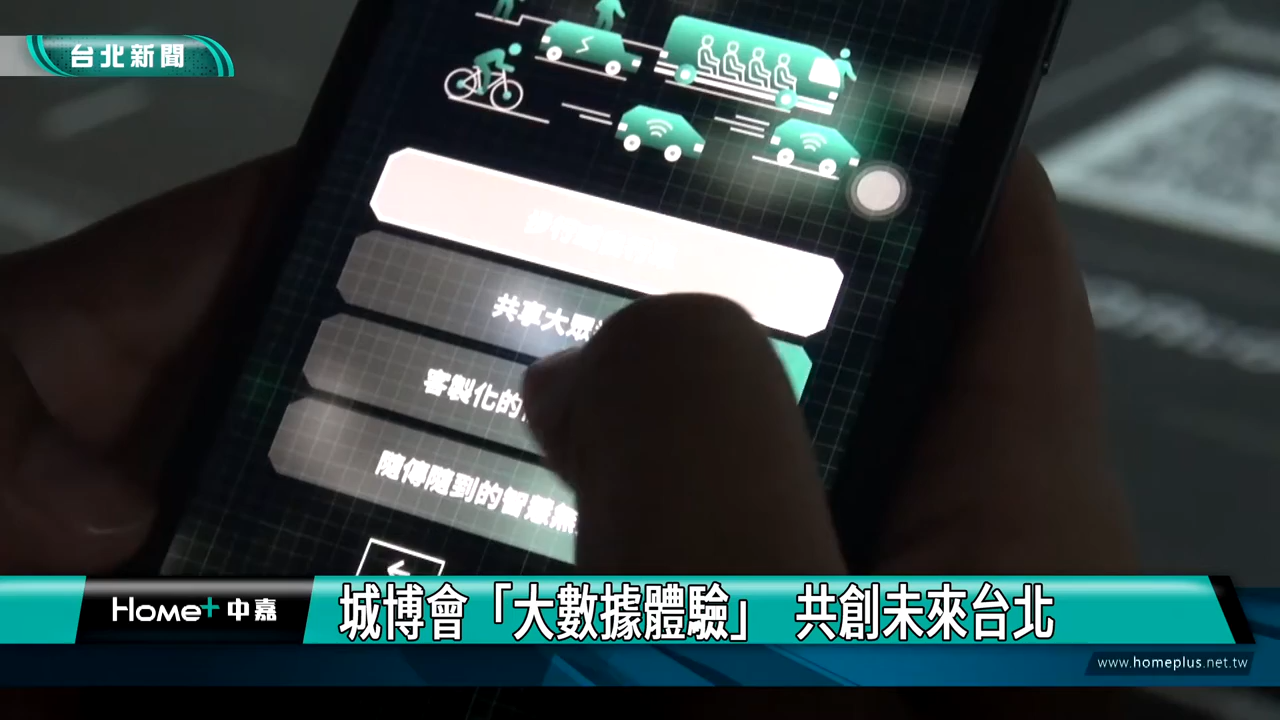 台北新聞
共享大眾
客製化的
隨傳隨到的智慧無
Home+ 中嘉
城博會「大數據體驗」 共創未來台北
www.homeplus.net.tw